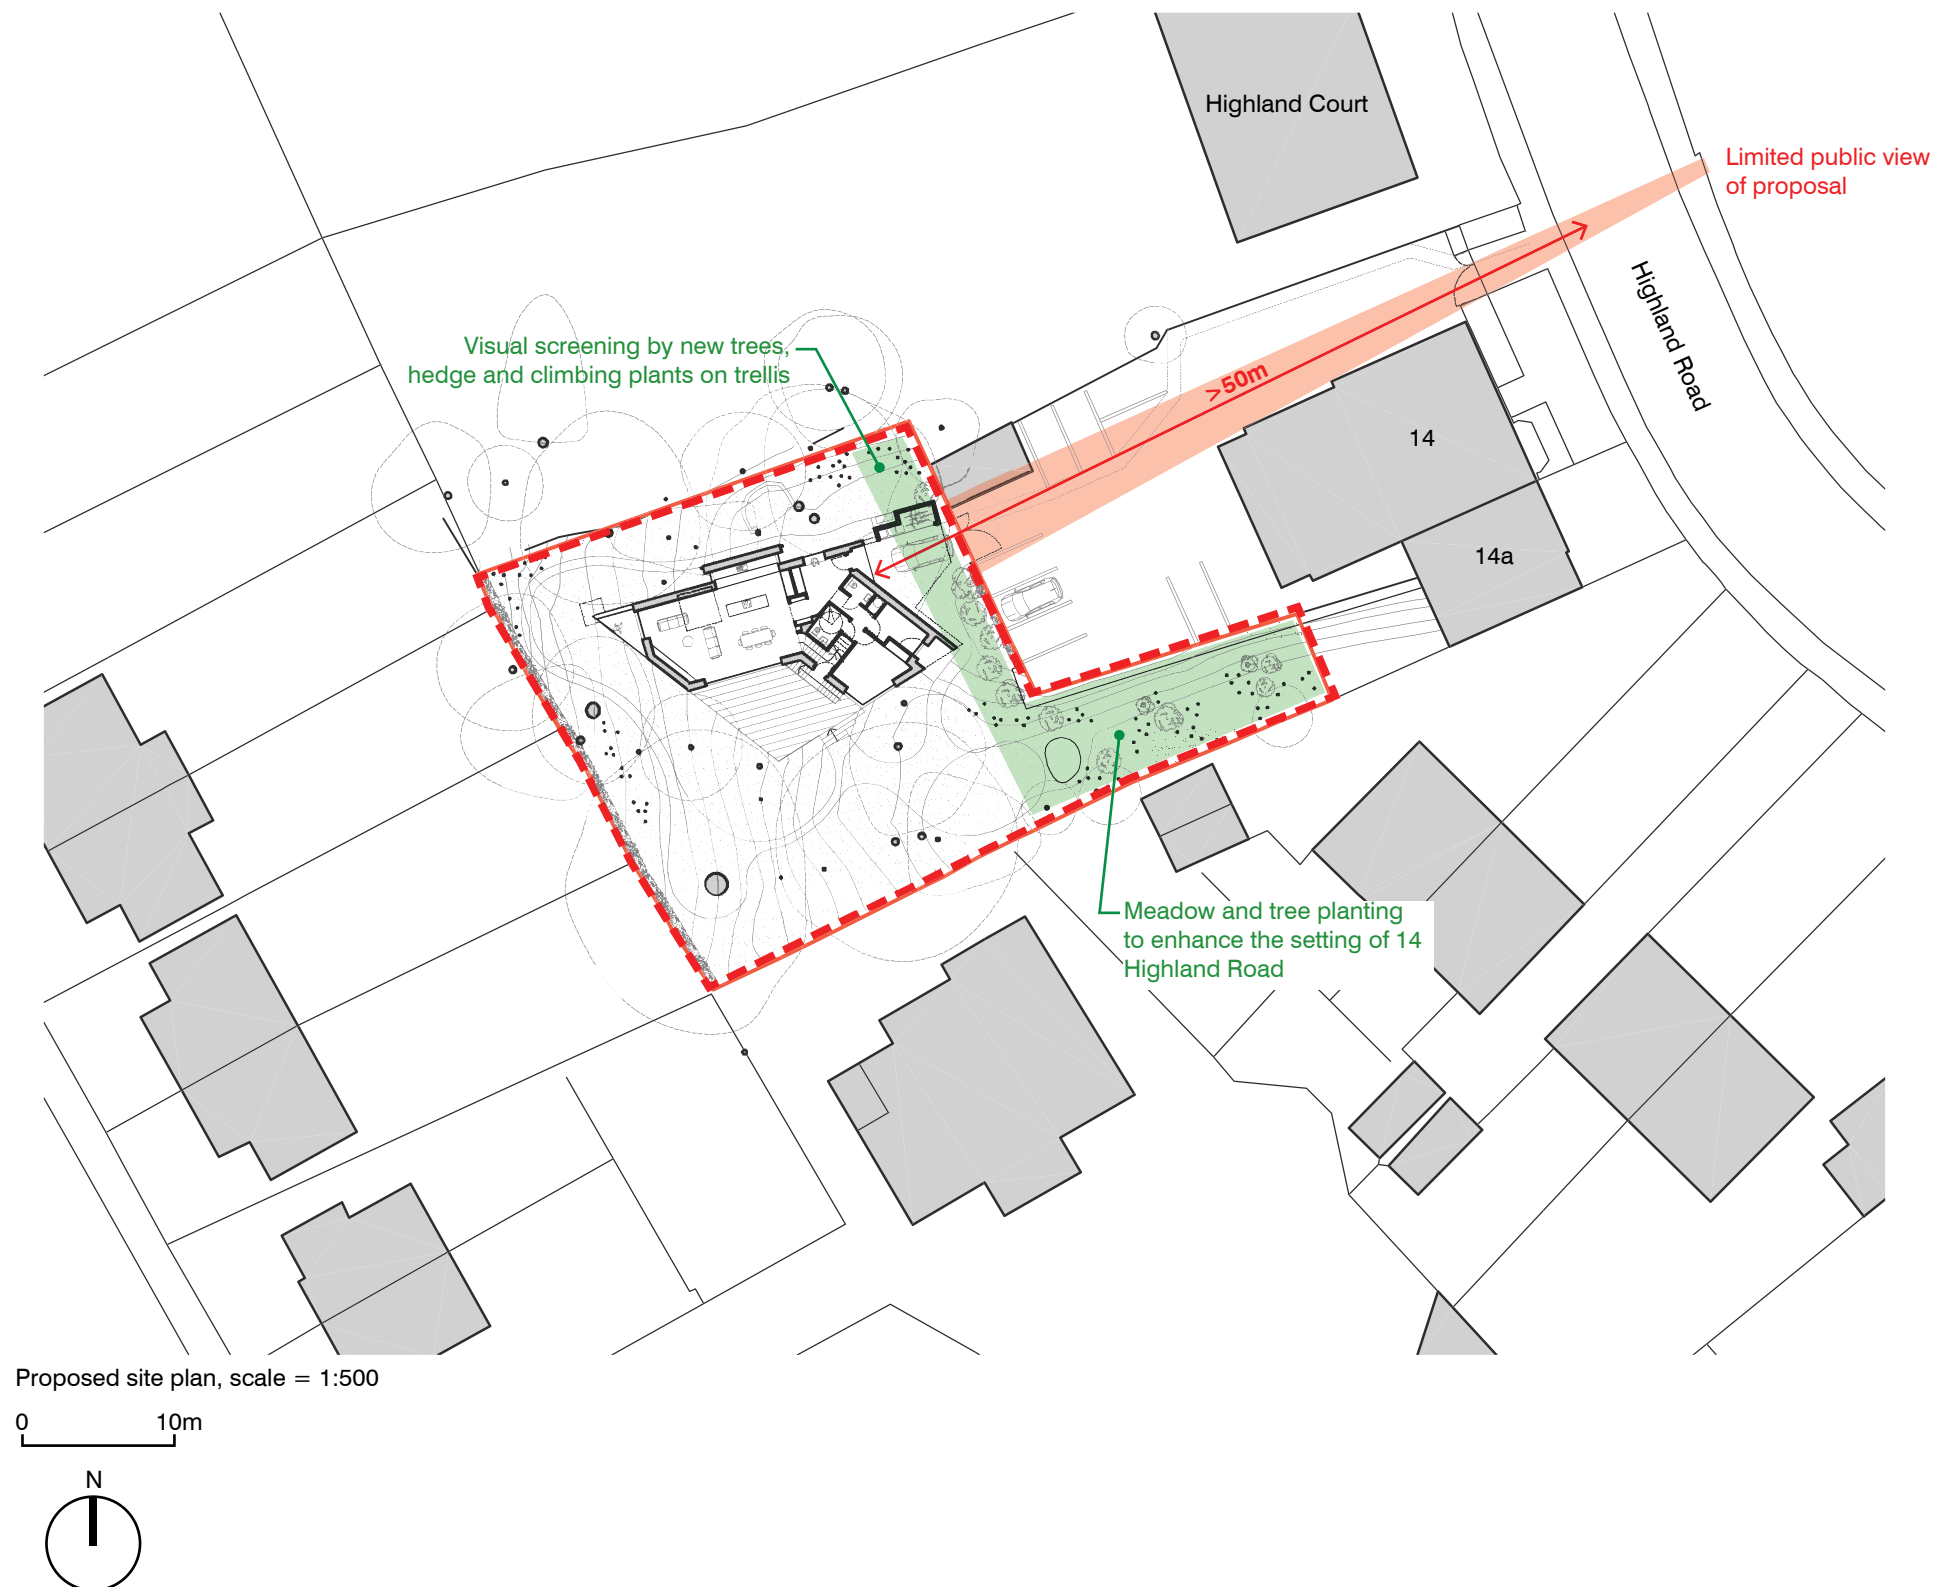 Highland Court
Limited public view
of proposal
Highland Road
Visual screening by new trees,
hedge and climbing plants on trellis
>50m
14
14a
Meadow and tree planting
to enhance the setting of 14
Highland Road
Proposed site plan, scale = 1:500
0 10m
N